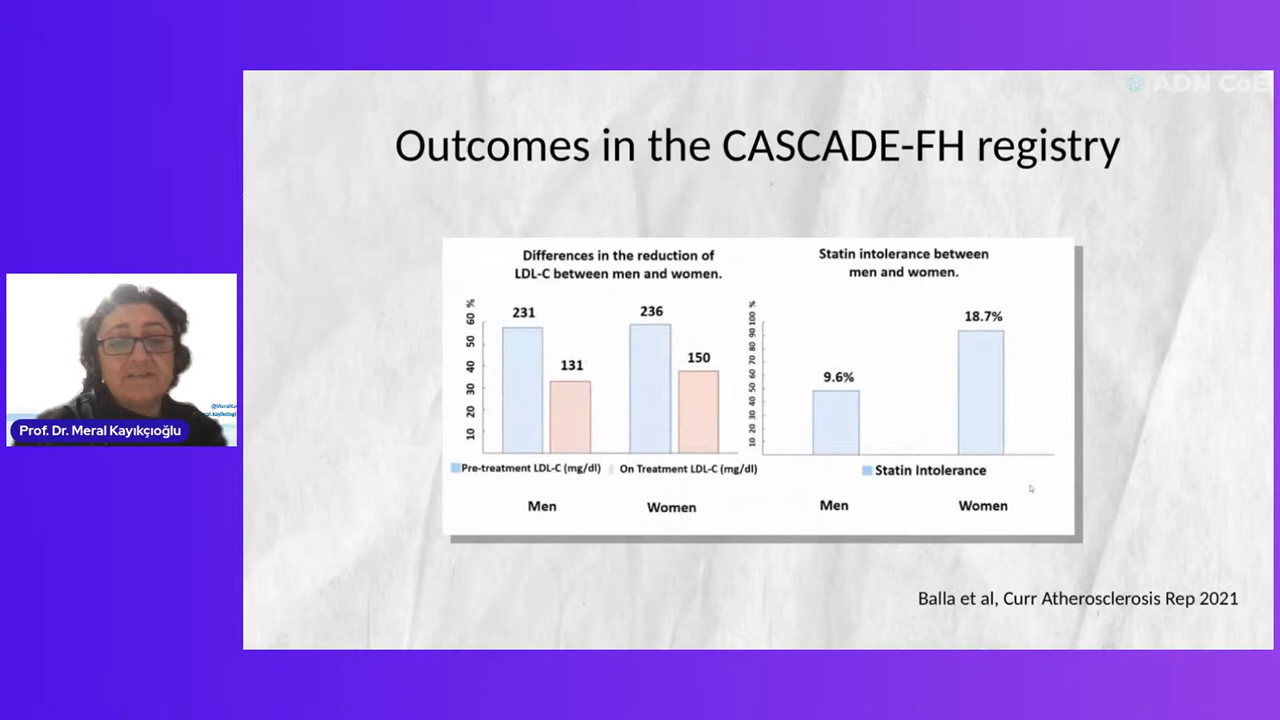 ADN CoE
Outcomes in the CASCADE-FH registry
Differences in the reduction of
LDL-C between men and women.
60 %
50
40
30
20
10
231
131
236
150
Pre-treatment LDL-C (mg/dl)
On Treatment LDL-C (mg/dl)
Men
Women
Statin intolerance between
men and women.
10 20 30 40 50 60 70 80 90 100 %
9.6%
18.7%
Statin Intolerance
Men
Women
Balla et al, Curr Atherosclerosis Rep 2021
Prof. Dr. Meral Kayıkçıoğlu